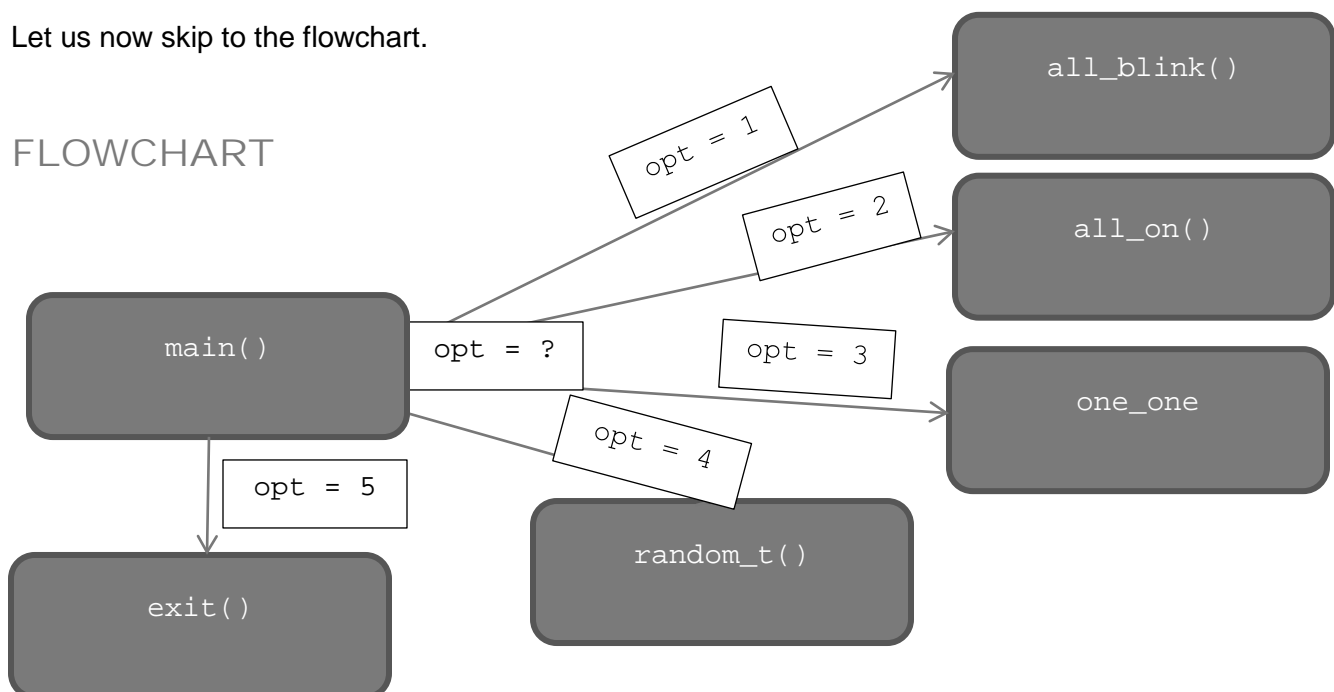 Let us now skip to the flowchart.
FLOWCHART
all_blink()
opt = 1
opt = 2
all_on()
main()
opt = ?
opt = 3
one_one
opt = 4
opt = 5
random_t()
exit()